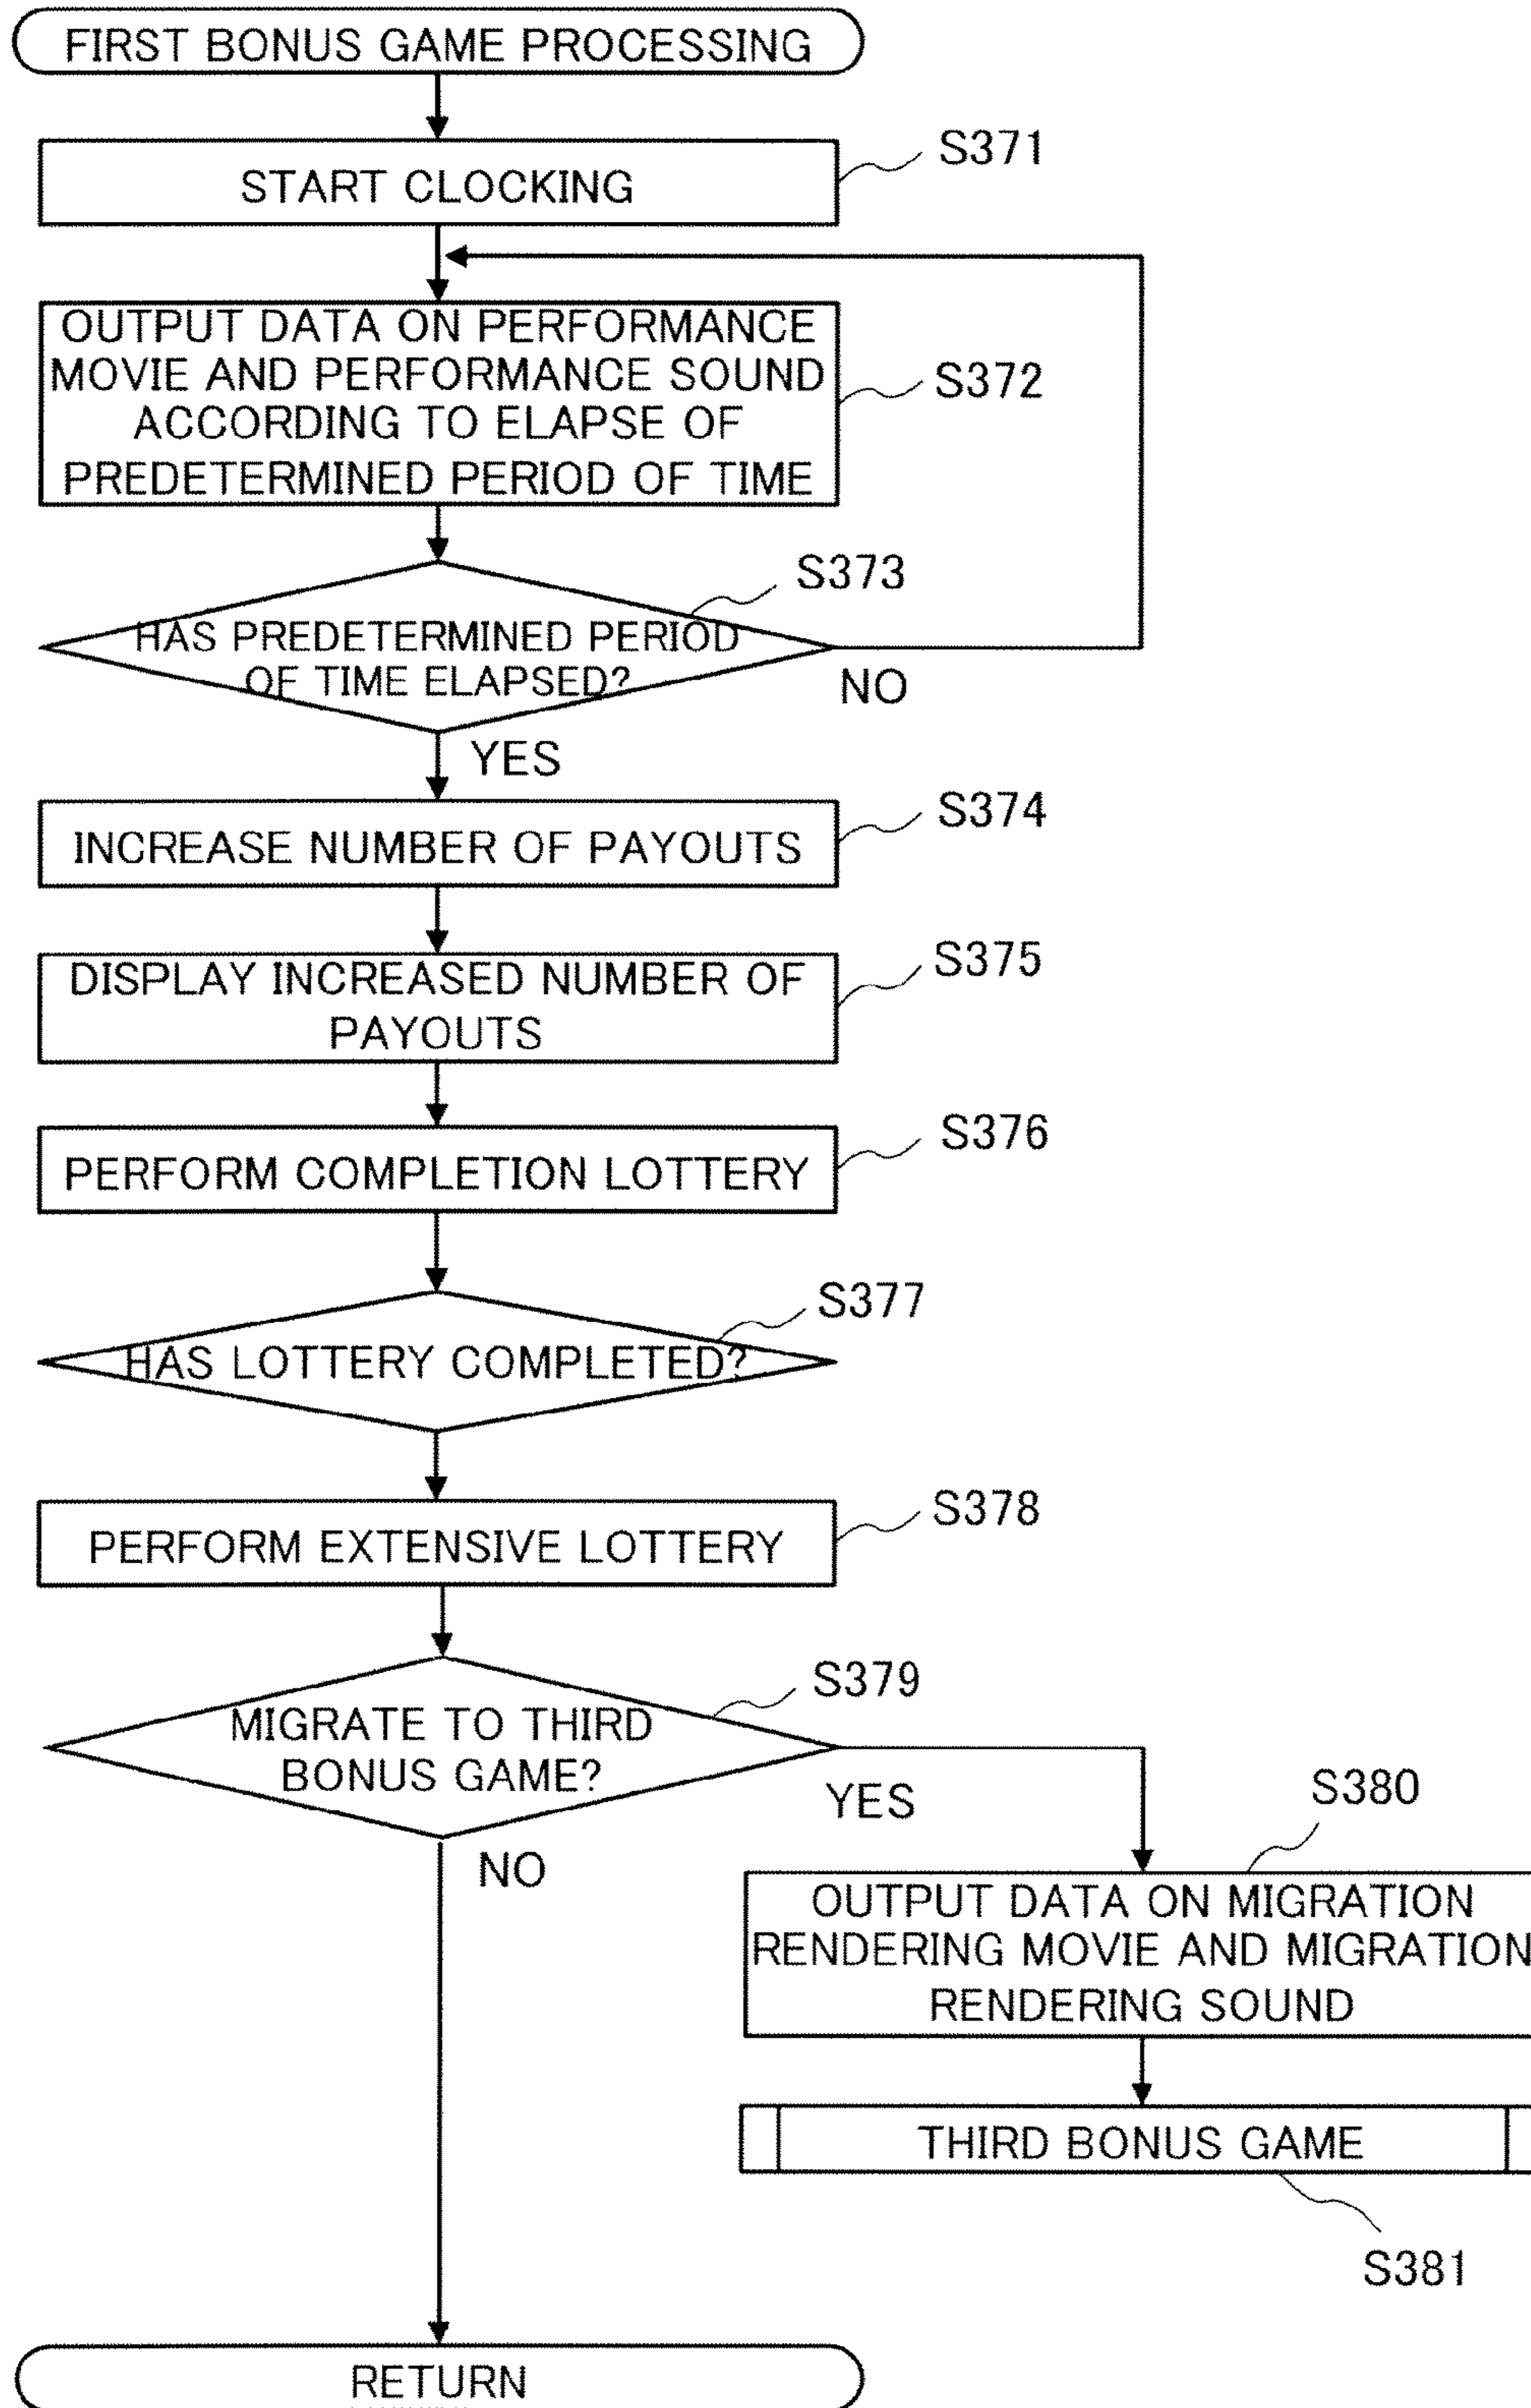 FIRST BONUS GAME PROCESSING
S371
START CLOCKING
OUTPUT DATA ON PERFORMANCE
MOVIE AND PERFORMANCE SOUND
S372
ACCORDING TO ELAPSE OF
PREDETERMINED PERIOD OF TIME
S373
HAS PREDETERMINED PERIOD
OF TIME ELAPSED?
NO
YES
S374
INCREASE NUMBER OF PAYOUTS
S375
DISPLAY INCREASED NUMBER OF
PAYOUTS
S376
PERFORM COMPLETION LOTTERY
S377
HAS LOTTERY COMPLETED?
S378
PERFORM EXTENSIVE LOTTERY
S379
MIGRATE TO THIRD
BONUS GAME?
YES
S380
NO
OUTPUT DATA ON MIGRATION
RENDERING MOVIE AND MIGRATION
RENDERING SOUND
THIRD BONUS GAME
S381
RETURN